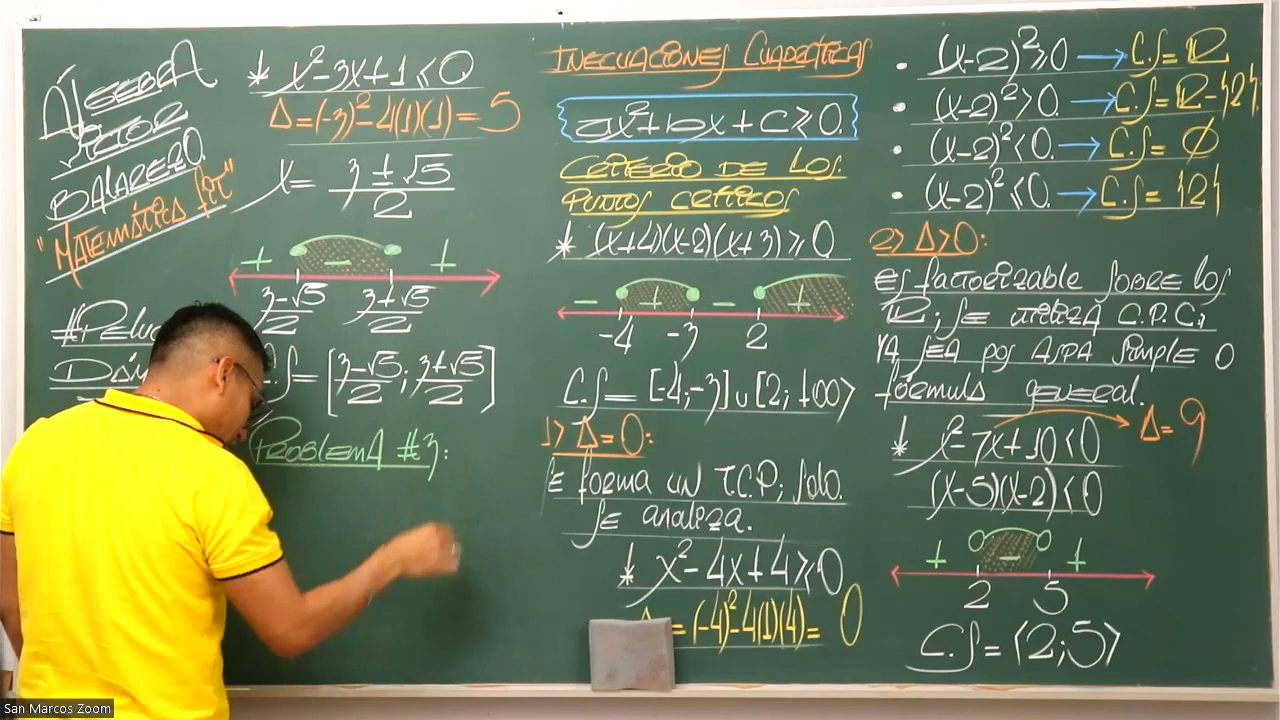 Álgebra
Víctor
Balarezo.
"Matemática fit"
#Pelu
* x²-3x+1≤0
Δ=(-3)²-4(1)(1)=5
x= 3±√5 / 2
+ - +
3-√5 / 2   3+√5 / 2
C.S=[3-√5 / 2; 3+√5 / 2]
Problema #3:
Inecuaciones Cuadráticas
ax²+bx+c≥0.
Criterio de los
Puntos críticos
* (x+4)(x-2)(x+3)≥0
- + - +
-4 -3 2
C.S=[-4;-3]∪[2;+∞⟩
1> Δ=0:
se forma un T.C.P; solo
se analiza.
* x²-4x+4≥0
=(-4)²-4(1)(4)= 0
• (x-2)²≥0 → C.S=ℝ
• (x-2)²>0. → C.S=ℝ-{2}
• (x-2)²<0. → C.S=∅
• (x-2)²≤0. → C.S={2}
2> Δ>0:
Es factorizable sobre los
ℝ; se utiliza C.P.C;
ya sea por aspa simple o
fórmula general.
* x²-7x+10<0 → Δ=9
(x-5)(x-2)<0
+ - +
2 5
C.S=⟨2;5⟩
San Marcos Zoom